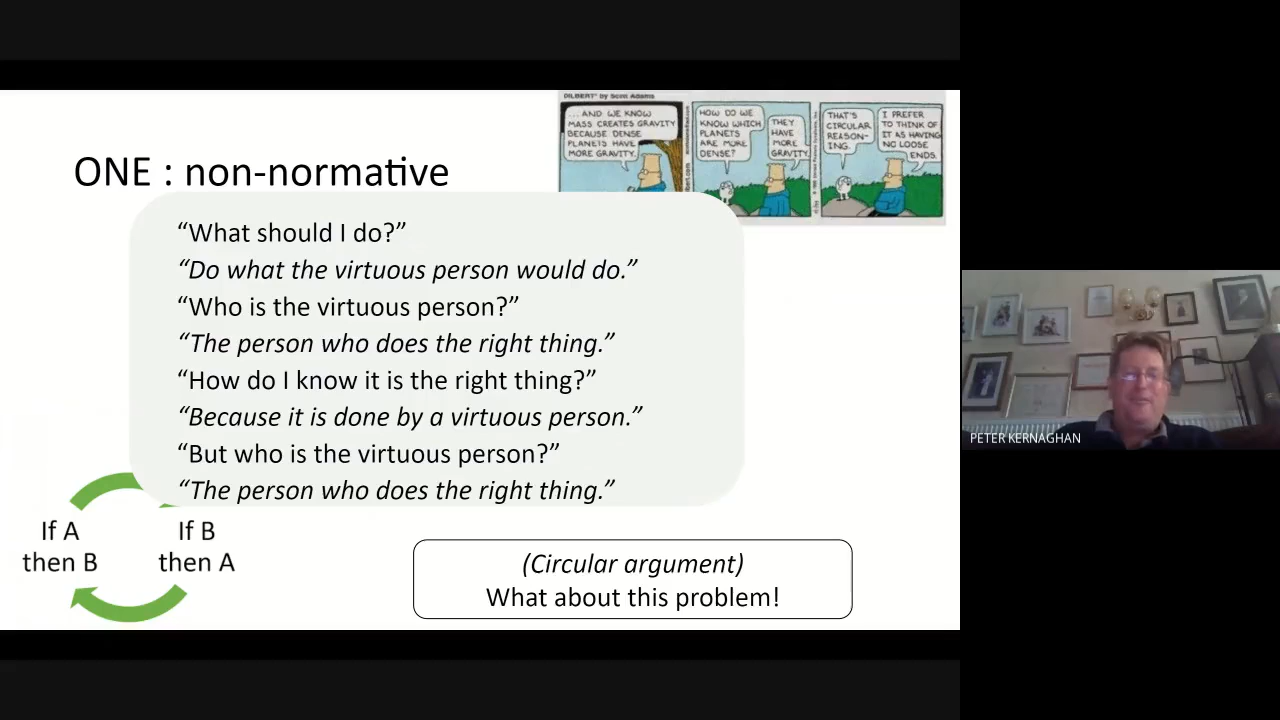 DILBERT® by Scott Adams
...AND WE KNOW
MASS CREATES GRAVITY
BECAUSE DENSE
PLANETS HAVE
MORE GRAVITY.
HOW DO WE
KNOW WHICH
PLANETS
ARE MORE
DENSE?
THEY
HAVE
MORE
GRAVITY.
THAT'S
CIRCULAR
REASON-
ING.
I PREFER
TO THINK OF
IT AS HAVING
NO LOOSE
ENDS.
ONE : non-normative
“What should I do?”
“Do what the virtuous person would do.”
“Who is the virtuous person?”
“The person who does the right thing.”
“How do I know it is the right thing?”
“Because it is done by a virtuous person.”
“But who is the virtuous person?”
“The person who does the right thing.”
If A
then B
If B
then A
(Circular argument)
What about this problem!
PETER KERNAGHAN